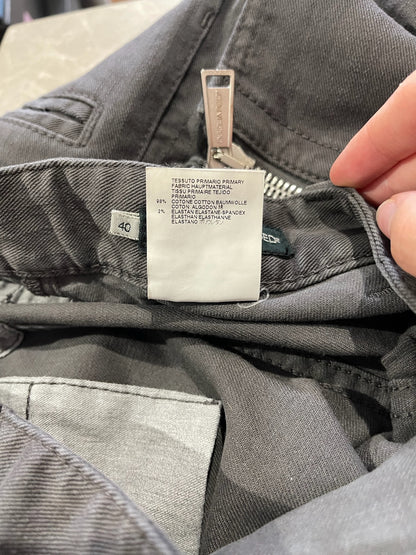 TESSUTO PRIMARIO PRIMARY
FABRIC HAUPTMATERIAL
TISSU PRIMAIRE TEJIDO
PRIMARIO
98% COTONE COTTON BAUMWOLLE
COTON ALGODON
2% ELASTAN ELASTANE-SPANDEX
ELASTHAN ELASTHANNE
ELASTANO
40